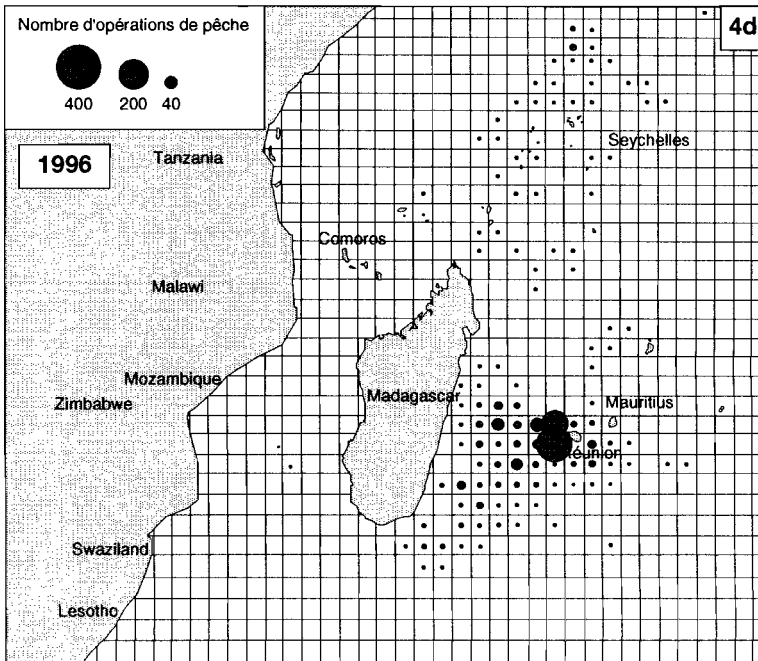 Nombre d'opérations de pêche
400 200 40
4d
1996
Tanzania
Seychelles
Comoros
Malawi
Mozambique
Zimbabwe
Madagascar
Mauritius
Réunion
Swaziland
Lesotho